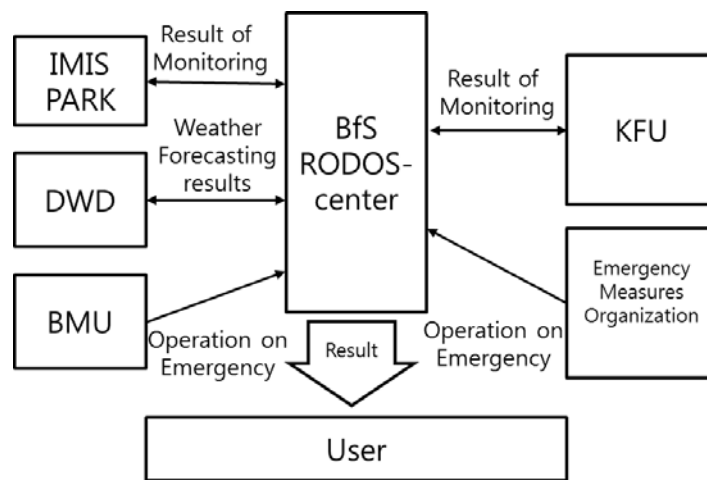 IMIS
PARK
Result of
Monitoring
DWD
Weather
Forecasting
results
BMU
Operation on
Emergency
BfS
RODOS-
center
Result of
Monitoring
KFU
Emergency
Measures
Organization
Operation on
Emergency
Result
User